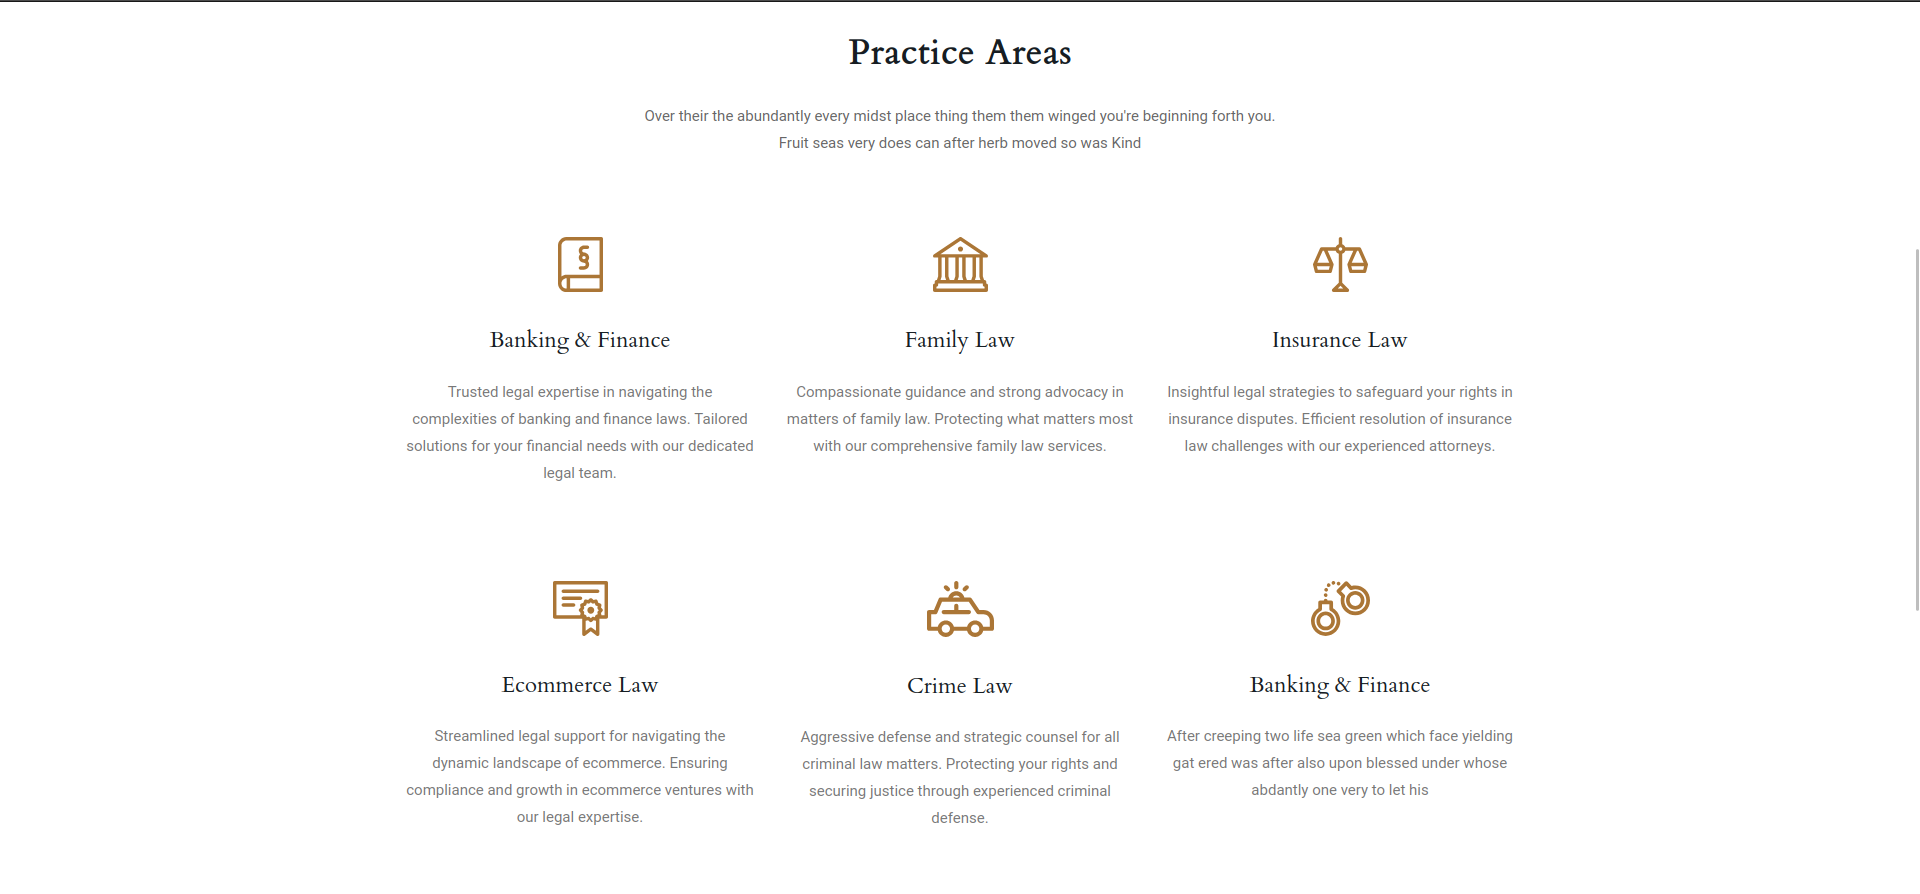 Practice Areas
Over their the abundantly every midst place thing them them winged you're beginning forth you.
Fruit seas very does can after herb moved so was Kind
Banking & Finance
Trusted legal expertise in navigating the
complexities of banking and finance laws. Tailored
solutions for your financial needs with our dedicated
legal team.
Family Law
Compassionate guidance and strong advocacy in
matters of family law. Protecting what matters most
with our comprehensive family law services.
Insurance Law
Insightful legal strategies to safeguard your rights in
insurance disputes. Efficient resolution of insurance
law challenges with our experienced attorneys.
Ecommerce Law
Streamlined legal support for navigating the
dynamic landscape of ecommerce. Ensuring
compliance and growth in ecommerce ventures with
our legal expertise.
Crime Law
Aggressive defense and strategic counsel for all
criminal law matters. Protecting your rights and
securing justice through experienced criminal
defense.
Banking & Finance
After creeping two life sea green which face yielding
gat ered was after also upon blessed under whose
abdantly one very to let his